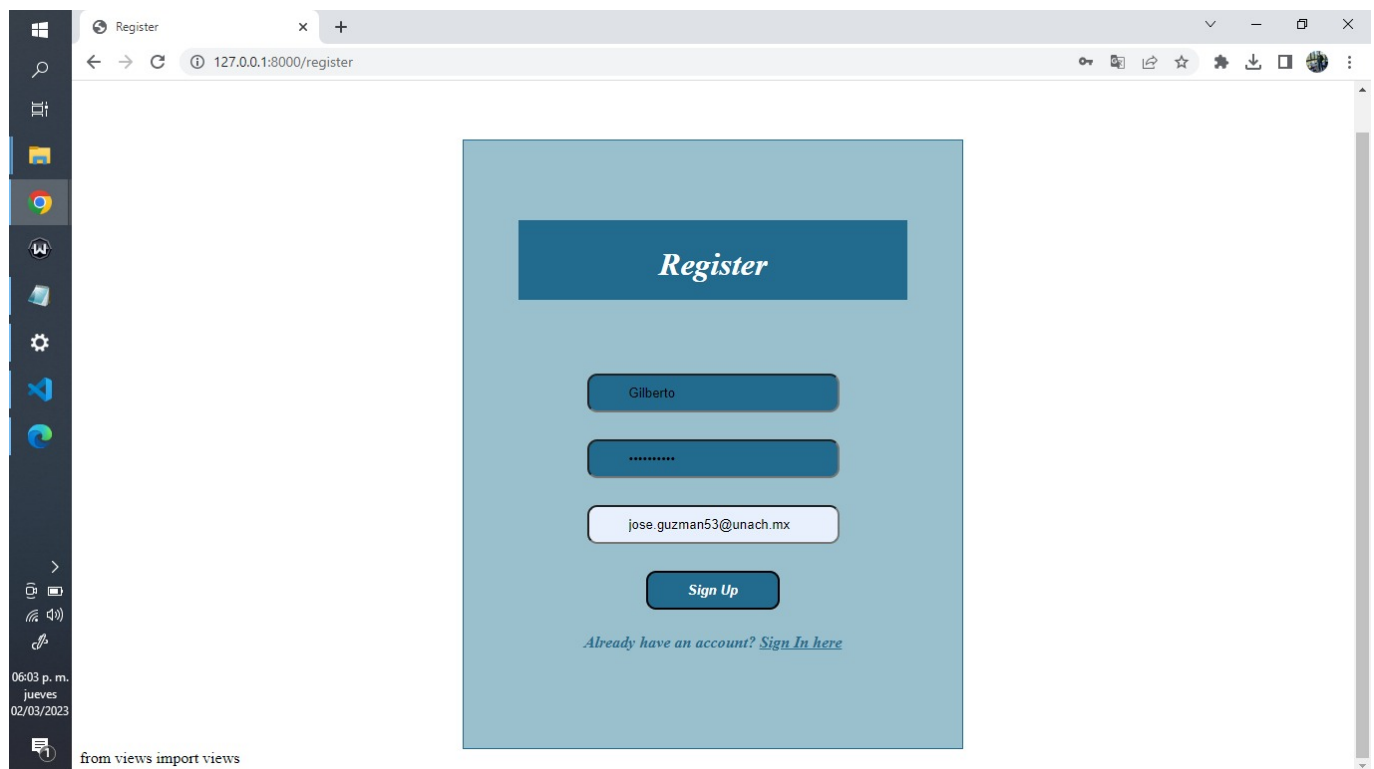 Register
127.0.0.1:8000/register
Register
Gilberto
••••••••••
jose.guzman53@unach.mx
Sign Up
Already have an account? Sign In here
06:03 p. m.
jueves
02/03/2023
1
from views import views